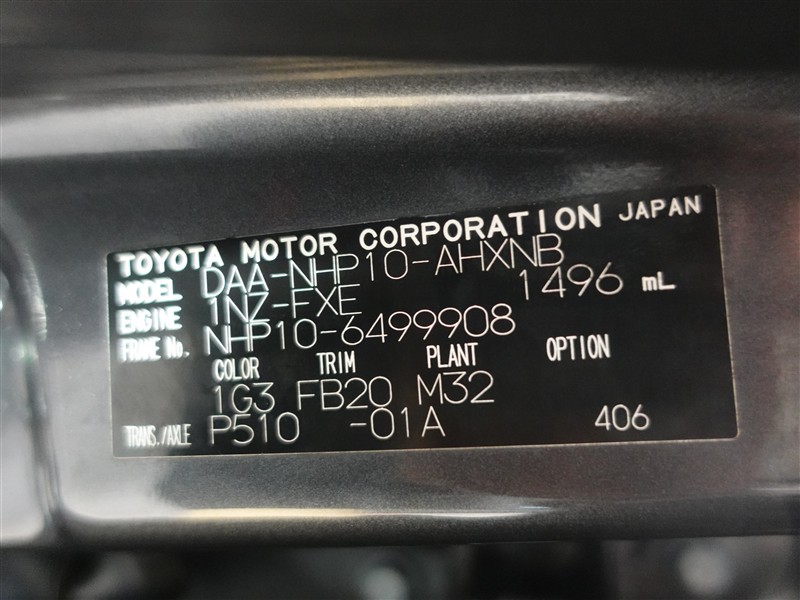 TOYOTA MOTOR CORPORATION JAPAN
MODEL DAA-NHP10-AHXNB
ENGINE 1NZ-FXE 1496 mL
FRAME No. NHP10-6499908
COLOR TRIM PLANT OPTION
1G3 FB20 M32
TRANS./AXLE P510 -01A 406